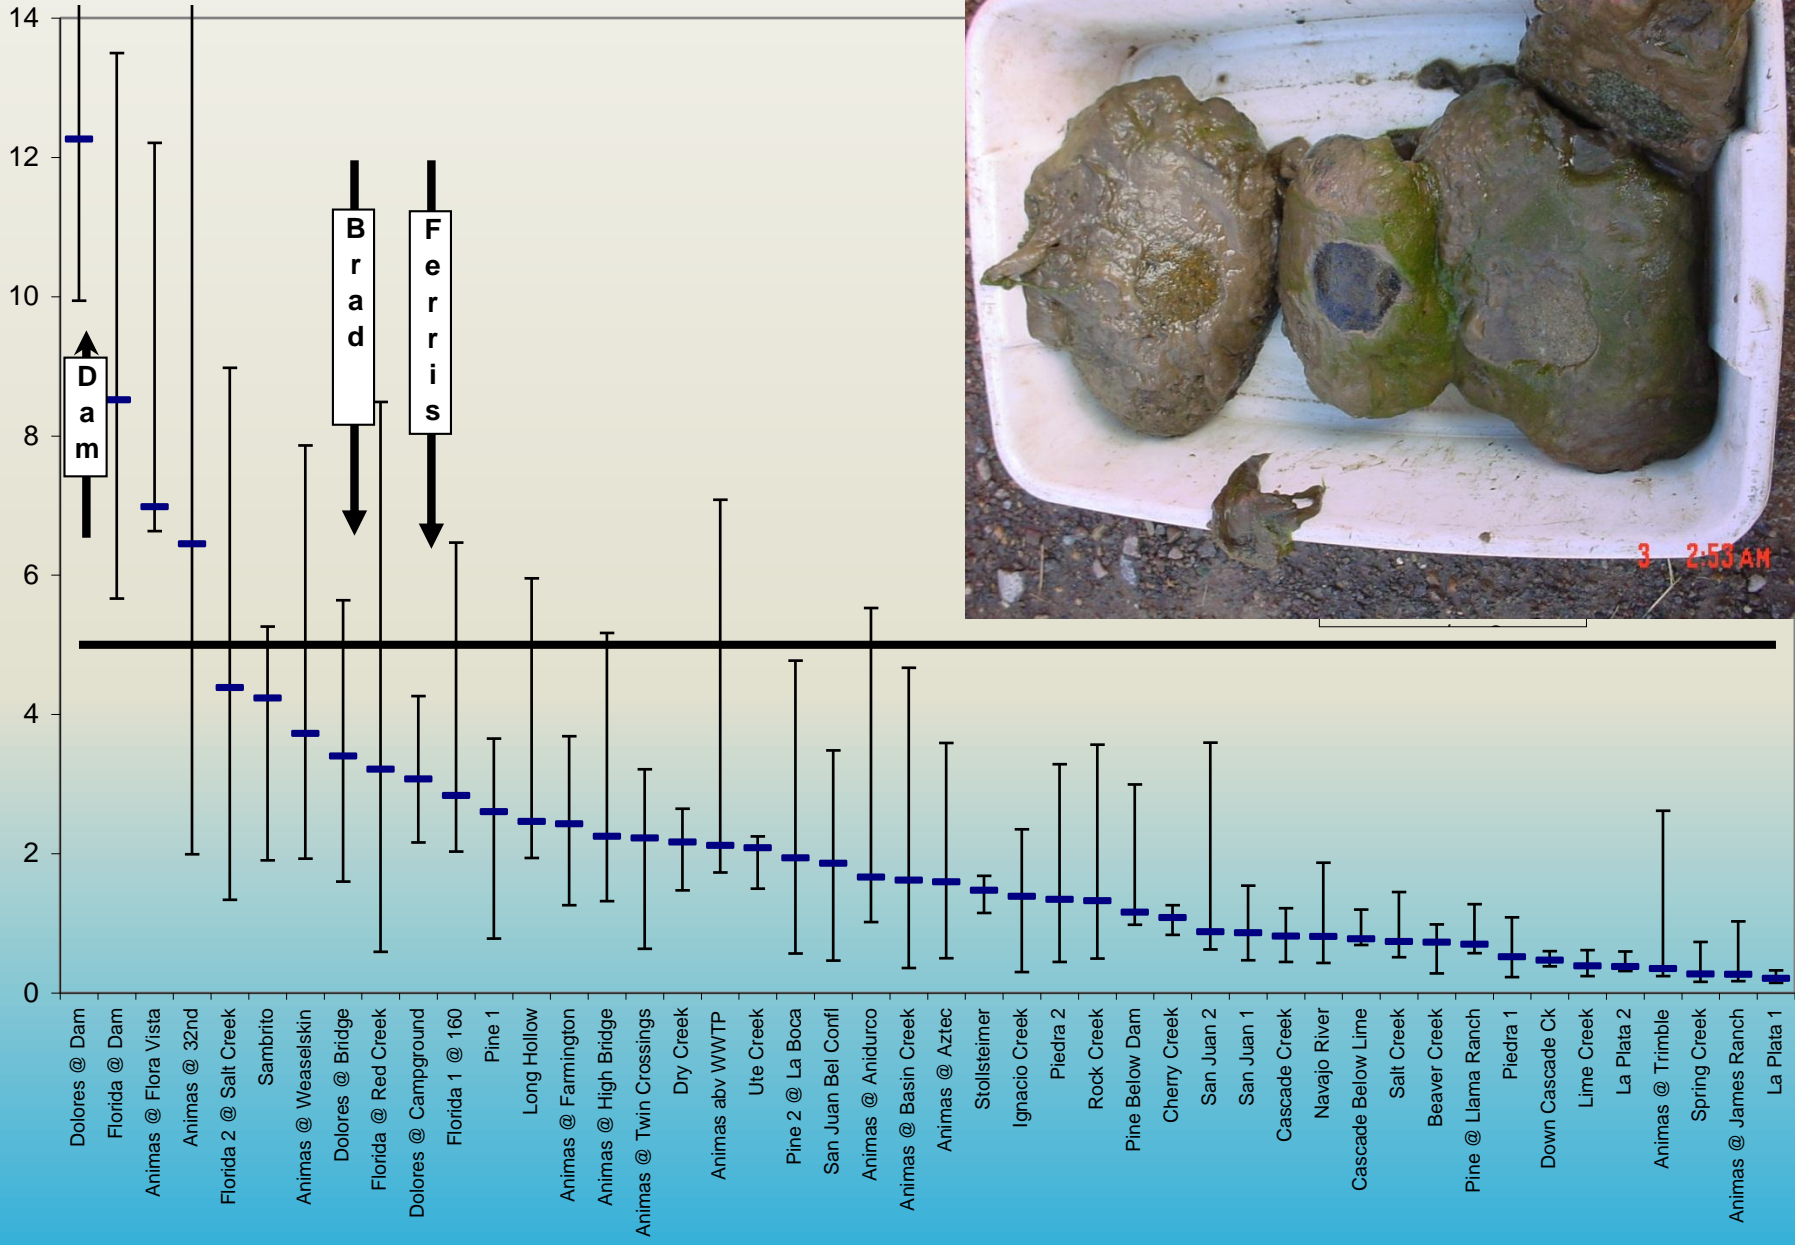 14
12
10
8
6
4
2
0
Dam
Brad
Ferris
3 2:53AM
Dolores @ Dam
Florida @ Dam
Animas @ Flora Vista
Animas @ 32nd
Florida 2 @ Salt Creek
Sambrito
Animas @ Weaselskin
Dolores @ Bridge
Florida @ Red Creek
Dolores @ Campground
Florida 1 @ 160
Pine 1
Long Hollow
Animas @ Farmington
Animas @ High Bridge
Animas @ Twin Crossings
Dry Creek
Animas abv WWTP
Ute Creek
Pine 2 @ La Boca
San Juan Bel Confl
Animas @ Anidurco
Animas @ Basin Creek
Animas @ Aztec
Stollsteimer
Ignacio Creek
Piedra 2
Rock Creek
Pine Below Dam
Cherry Creek
San Juan 2
San Juan 1
Cascade Creek
Navajo River
Cascade Below Lime
Salt Creek
Beaver Creek
Pine @ Llama Ranch
Piedra 1
Down Cascade Ck
Lime Creek
La Plata 2
Animas @ Trimble
Spring Creek
Animas @ James Ranch
La Plata 1